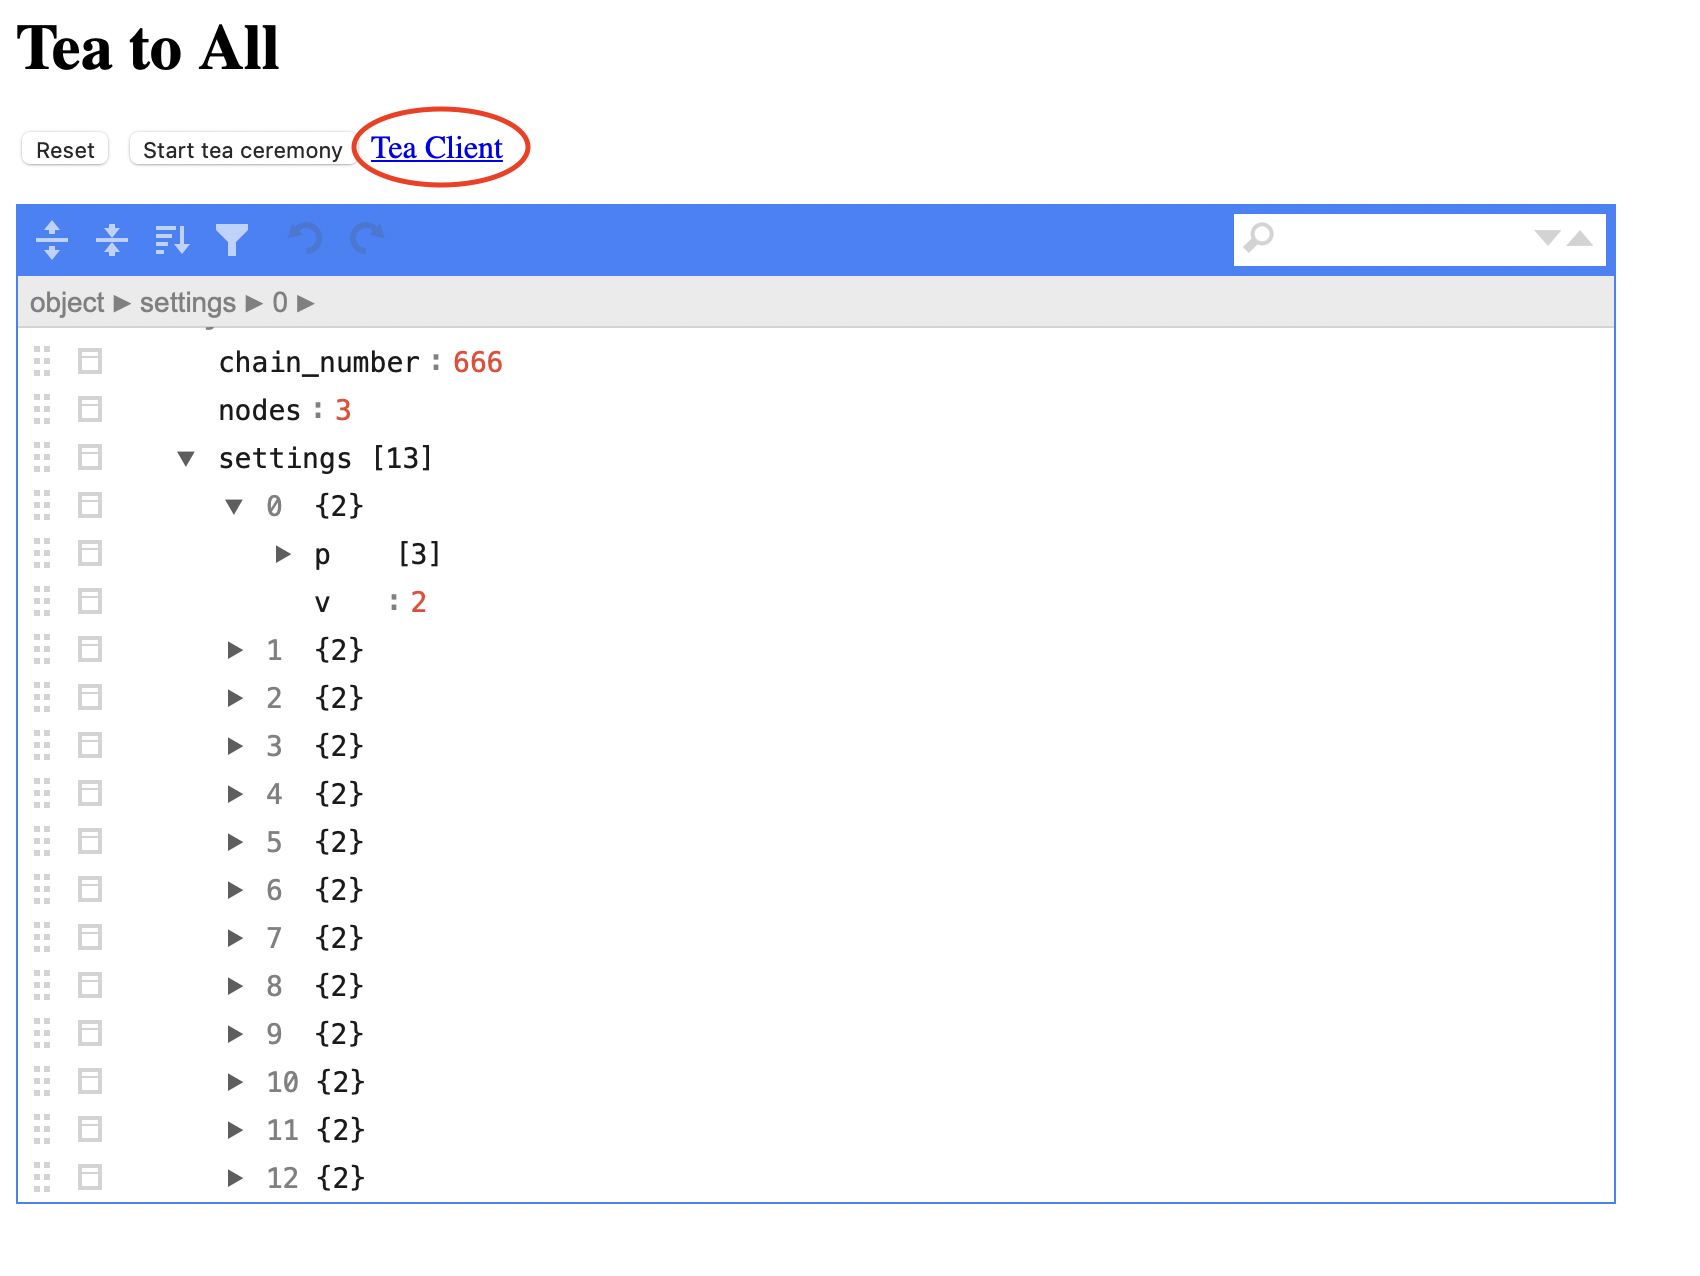 Tea to All
Reset Start tea ceremony Tea Client
object ► settings ► 0 ►
chain_number : 666
nodes : 3
▼ settings [13]
▼ 0 {2}
► p [3]
v : 2
► 1 {2}
► 2 {2}
► 3 {2}
► 4 {2}
► 5 {2}
► 6 {2}
► 7 {2}
► 8 {2}
► 9 {2}
► 10 {2}
► 11 {2}
► 12 {2}